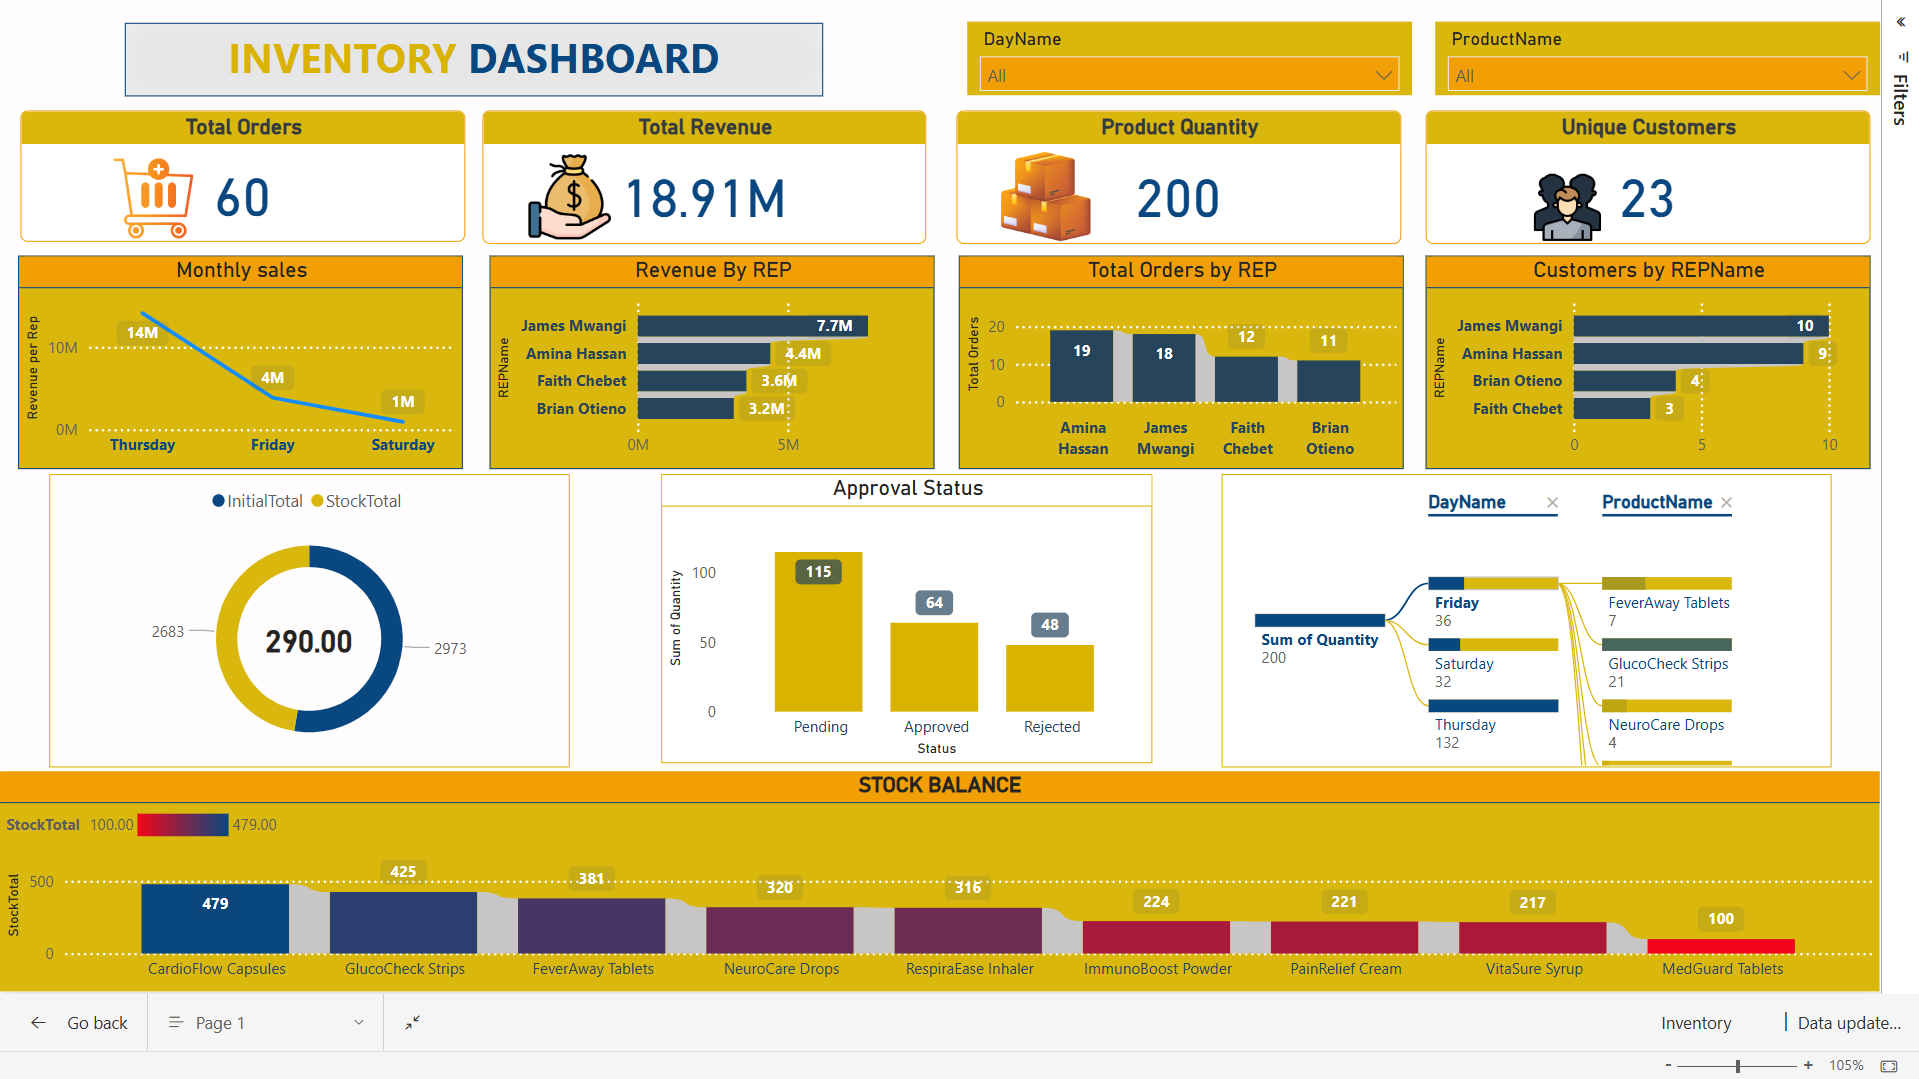 INVENTORY DASHBOARD
DayName
All
ProductName
All
Filters
Total Orders
60
Total Revenue
$
18.91M
Product Quantity
200
Unique Customers
23
Monthly sales
Revenue per Rep
10M
0M
14M
4M
1M
Thursday
Friday
Saturday
Revenue By REP
REPName
James Mwangi
7.7M
Amina Hassan
4.4M
Faith Chebet
3.6M
Brian Otieno
3.2M
0M
5M
Total Orders by REP
Total Orders
20
10
0
19
18
12
11
Amina
Hassan
James
Mwangi
Faith
Chebet
Brian
Otieno
Customers by REPName
REPName
James Mwangi
10
Amina Hassan
9
Brian Otieno
4
Faith Chebet
3
0
5
10
InitialTotal
StockTotal
2683
290.00
2973
Approval Status
Sum of Quantity
100
50
0
115
64
48
Pending
Approved
Rejected
Status
DayName
ProductName
Sum of Quantity
200
Friday
36
Saturday
32
Thursday
132
FeverAway Tablets
7
GlucoCheck Strips
21
NeuroCare Drops
4
STOCK BALANCE
StockTotal 100.00 479.00
StockTotal
500
0
479
425
381
320
316
224
221
217
100
CardioFlow Capsules
GlucoCheck Strips
FeverAway Tablets
NeuroCare Drops
RespiraEase Inhaler
ImmunoBoost Powder
PainRelief Cream
VitaSure Syrup
MedGuard Tablets
Go back
Page 1
Inventory
| Data update...
- + 105%